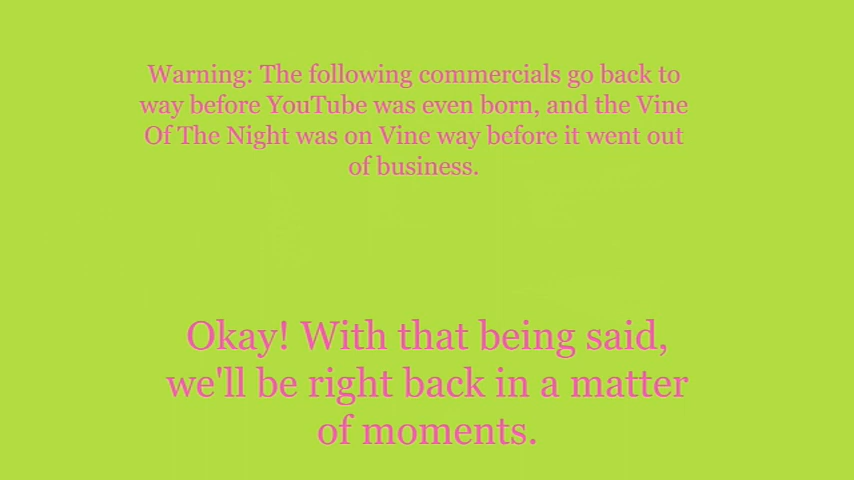 Warning: The following commercials go back to
way before YouTube was even born, and the Vine
Of The Night was on Vine way before it went out
of business.
Okay! With that being said,
we'll be right back in a matter
of moments.